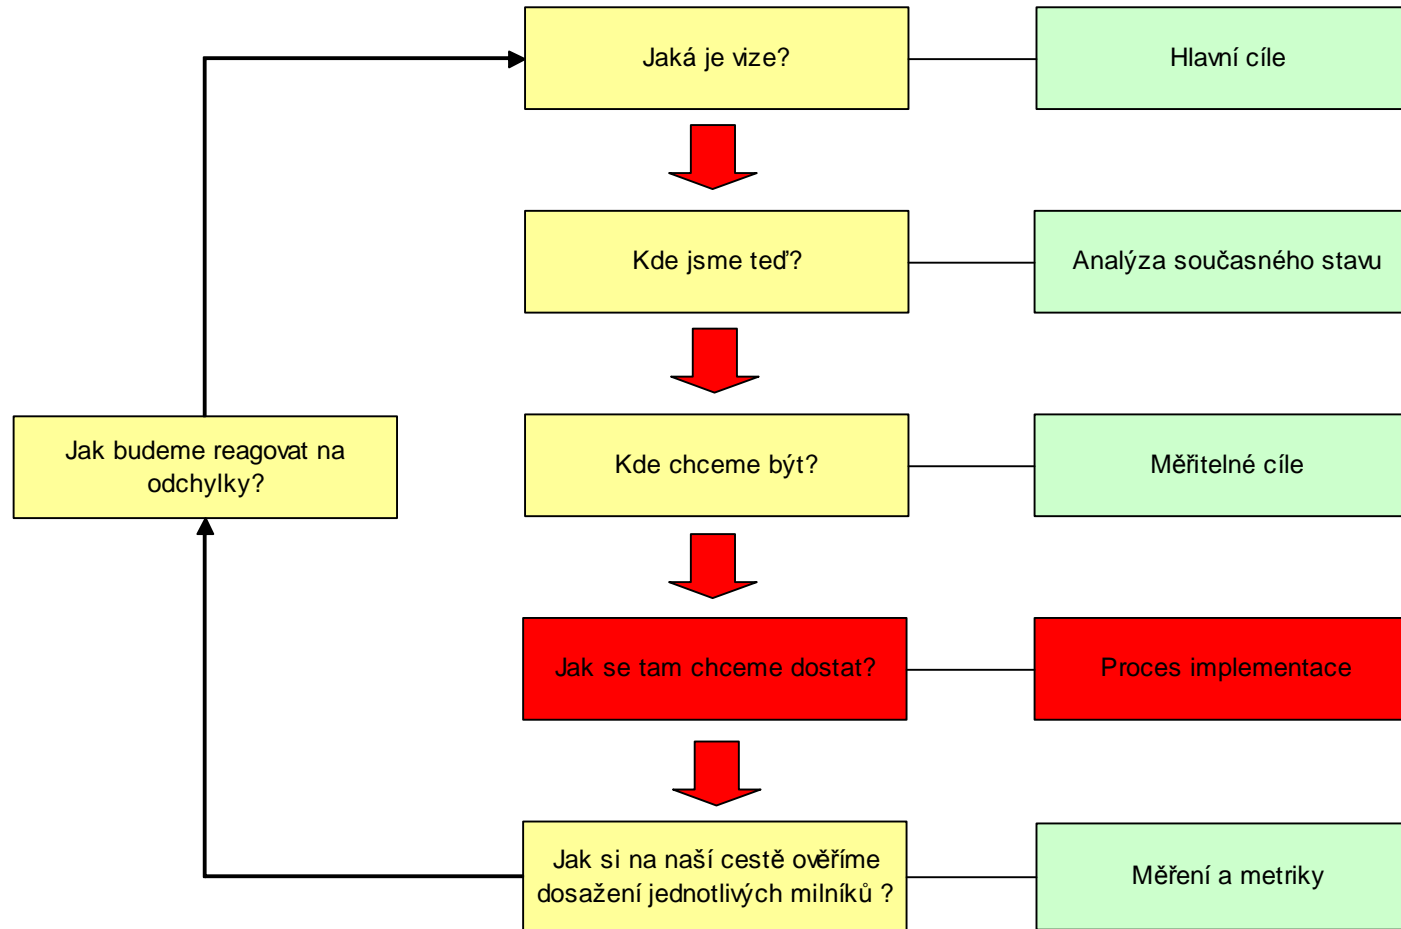 Jaká je vize?
Hlavní cíle
Kde jsme teď?
Analýza současného stavu
Jak budeme reagovat na
odchylky?
Kde chceme být?
Měřitelné cíle
Jak se tam chceme dostat?
Proces implementace
Jak si na naší cestě ověříme
dosažení jednotlivých milníků ?
Měření a metriky